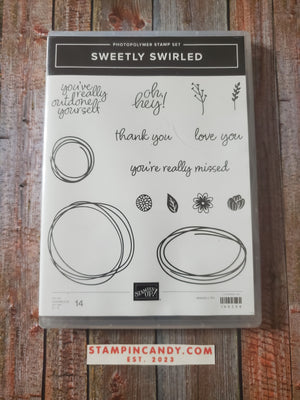 PHOTOPOLYMER STAMP SET
SWEETLY SWIRLED
you've
really
outdone
yourself
oh,
hey!
thank you
love you
you're really missed
14
STAMPIN' UP!
STAMPINCANDY.COM
EST. 2023